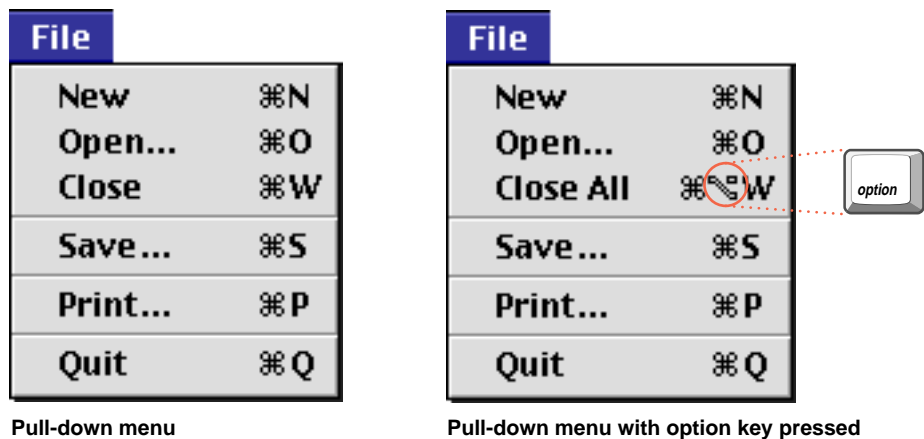 File
New ⌘N
Open... ⌘O
Close ⌘W
Save... ⌘S
Print... ⌘P
Quit ⌘Q
Pull-down menu
File
New ⌘N
Open... ⌘O
Close All ⌘⌥W
Save... ⌘S
Print... ⌘P
Quit ⌘Q
option
Pull-down menu with option key pressed